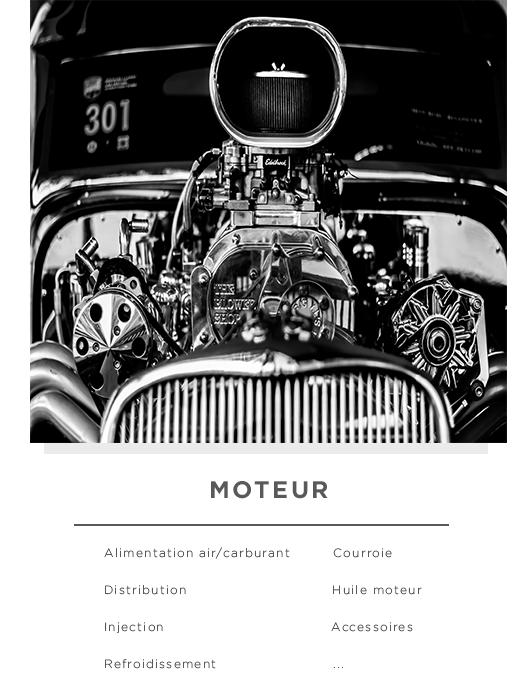 301
Edelbrock
THE
BLOWER
SHOP
MOTEUR
Alimentation air/carburant
Courroie
Distribution
Huile moteur
Injection
Accessoires
Refroidissement
...